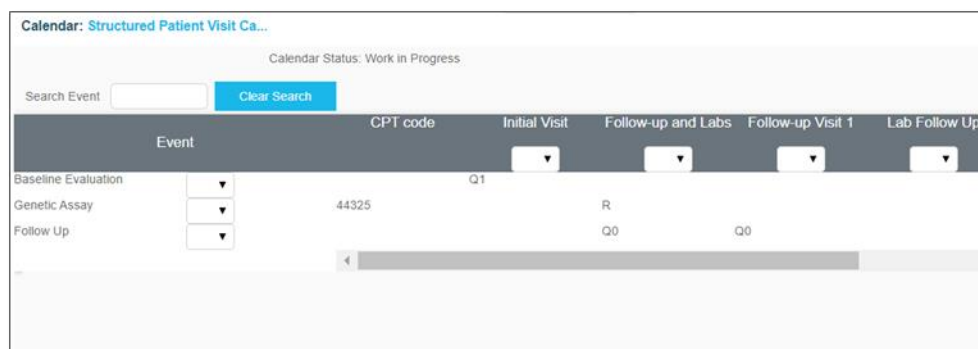 Calendar: Structured Patient Visit Ca...
Calendar Status: Work in Progress
Search Event Clear Search
Event CPT code Initial Visit Follow-up and Labs Follow-up Visit 1 Lab Follow Up
Baseline Evaluation Q1
Genetic Assay 44325 R
Follow Up Q0 Q0